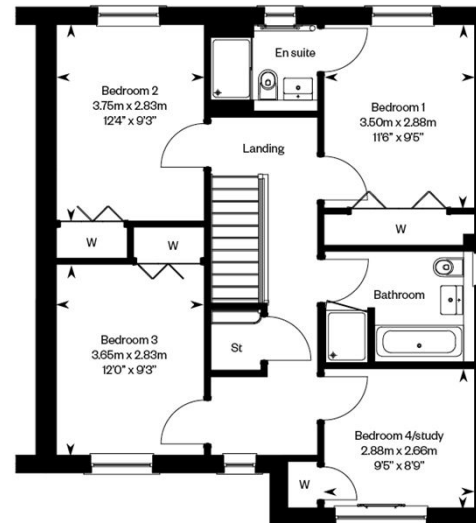 En suite
Bedroom 2
3.75m x 2.83m
12'4" x 9'3"
Bedroom 1
3.50m x 2.88m
11'6" x 9'5"
Landing
W
W
W
Bathroom
Bedroom 3
3.65m x 2.83m
12'0" x 9'3"
St
Bedroom 4/study
2.88m x 2.66m
9'5" x 8'9"
W